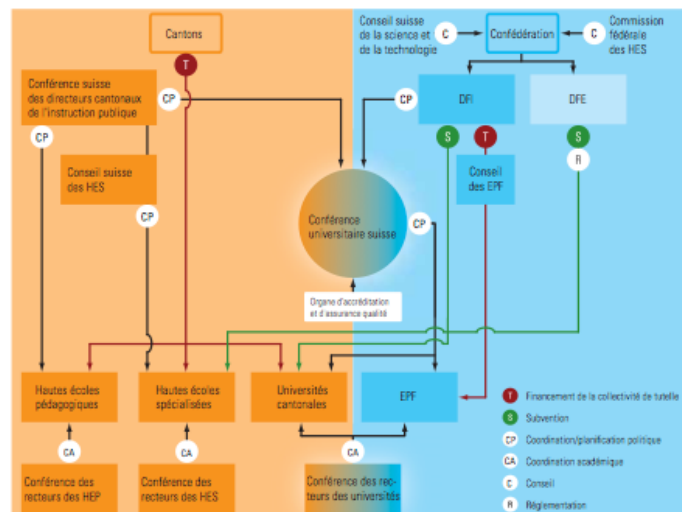 Cantons
T
Conférence suisse
des directeurs cantonaux
de l'instruction publique
CP
CP
Conseil suisse
des HES
CP
Conseil suisse
de la science et
de la technologie
C
Confédération
C
Commission
fédérale
des HES
CP
DFI
DFE
S
T
S
R
Conseil
des EPF
Conférence
universitaire suisse
CP
Organe d'accréditation
et d'assurance qualité
Hautes écoles
pédagogiques
Hautes écoles
spécialisées
Universités
cantonales
EPF
CA
CA
CA
Conférence des
recteurs des HEP
Conférence des
recteurs des HES
Conférence des rec-
teurs des universités
T Financement de la collectivité de tutelle
S Subvention
CP Coordination/planification politique
CA Coordination académique
C Conseil
R Réglementation